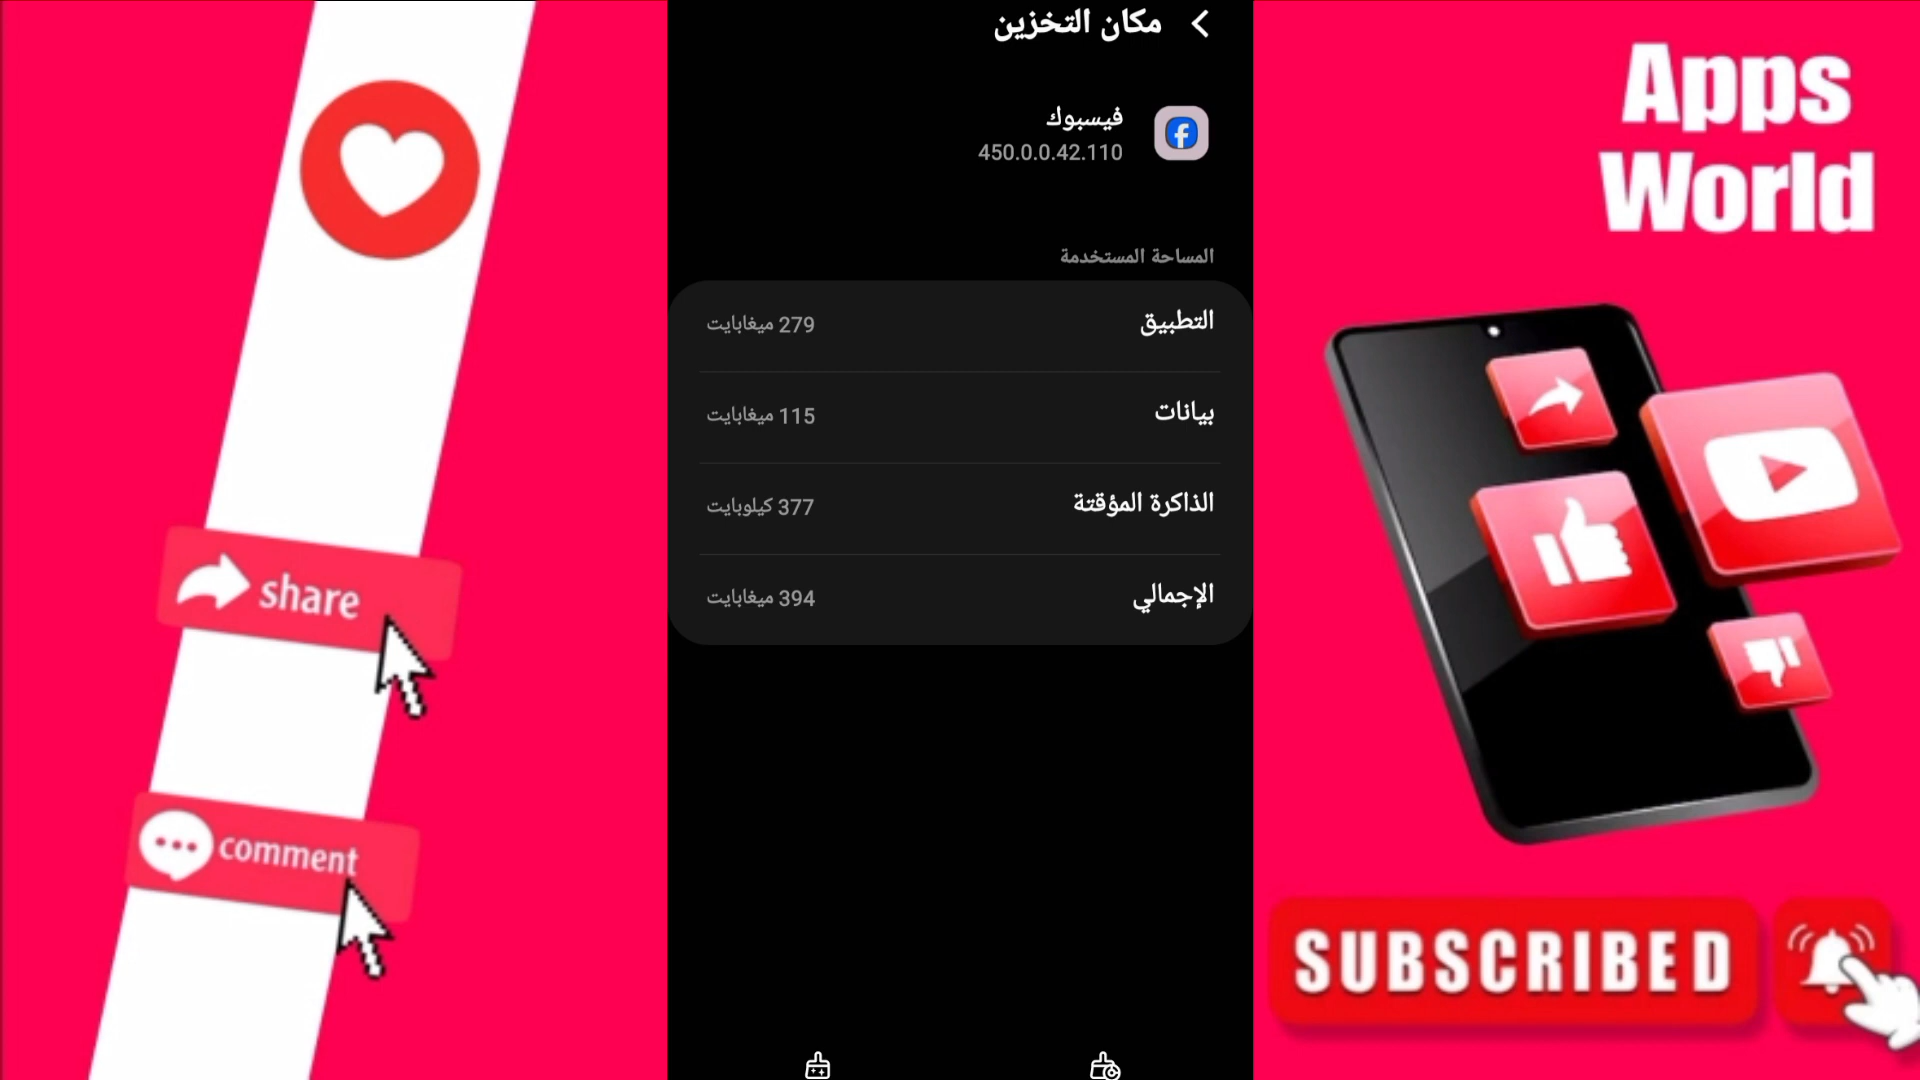 مكان التخزين
فيسبوك
450.0.0.42.110
المساحة المستخدمة
التطبيق 279 ميغابايت
بيانات 115 ميغابايت
الذاكرة المؤقتة 377 كيلوبايت
الإجمالي 394 ميغابايت
share
comment
Apps
World
SUBSCRIBED